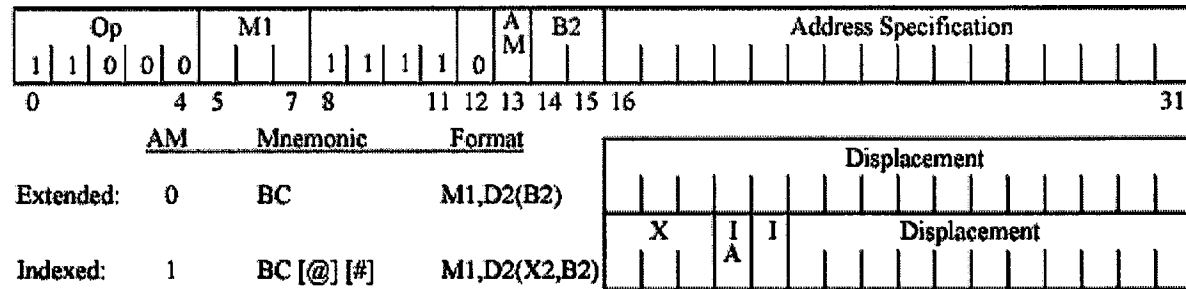 Op M1 AM B2 Address Specification
1 1 0 0 0 1 1 1 1 0
0 4 5 7 8 11 12 13 14 15 16 31
AM Mnemonic Format
Displacement
Extended: 0 BC M1,D2(B2)
X IA I Displacement
Indexed: 1 BC [@] [#] M1,D2(X2,B2)